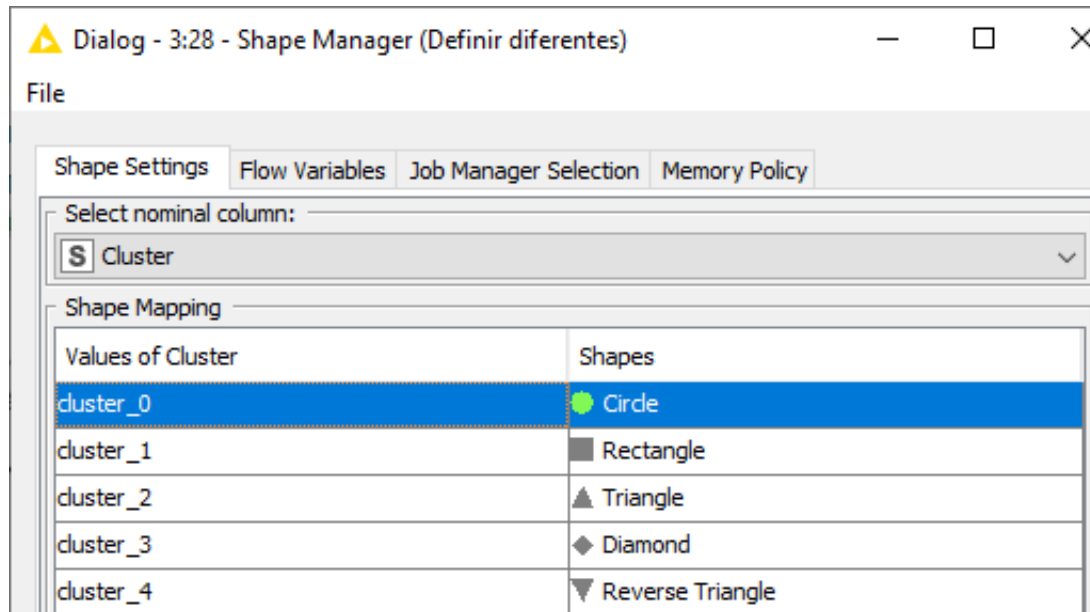 Dialog - 3:28 - Shape Manager (Definir diferentes)
File
Shape Settings Flow Variables Job Manager Selection Memory Policy
Select nominal column:
S Cluster
Shape Mapping
Values of Cluster Shapes
cluster_0 Circle
cluster_1 Rectangle
cluster_2 Triangle
cluster_3 Diamond
cluster_4 Reverse Triangle